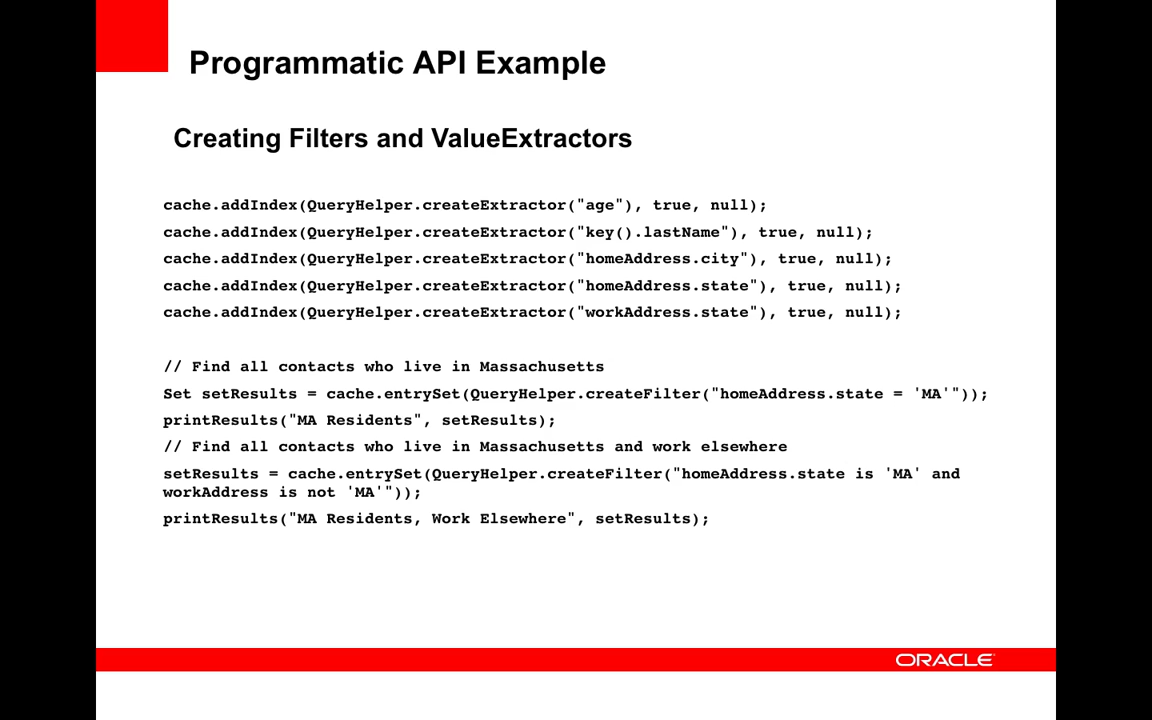 Programmatic API Example
Creating Filters and ValueExtractors
cache.addIndex(QueryHelper.createExtractor("age"), true, null);
cache.addIndex(QueryHelper.createExtractor("key().lastName"), true, null);
cache.addIndex(QueryHelper.createExtractor("homeAddress.city"), true, null);
cache.addIndex(QueryHelper.createExtractor("homeAddress.state"), true, null);
cache.addIndex(QueryHelper.createExtractor("workAddress.state"), true, null);
// Find all contacts who live in Massachusetts
Set setResults = cache.entrySet(QueryHelper.createFilter("homeAddress.state = 'MA'"));
printResults("MA Residents", setResults);
// Find all contacts who live in Massachusetts and work elsewhere
setResults = cache.entrySet(QueryHelper.createFilter("homeAddress.state is 'MA' and
workAddress is not 'MA'"));
printResults("MA Residents, Work Elsewhere", setResults);
ORACLE